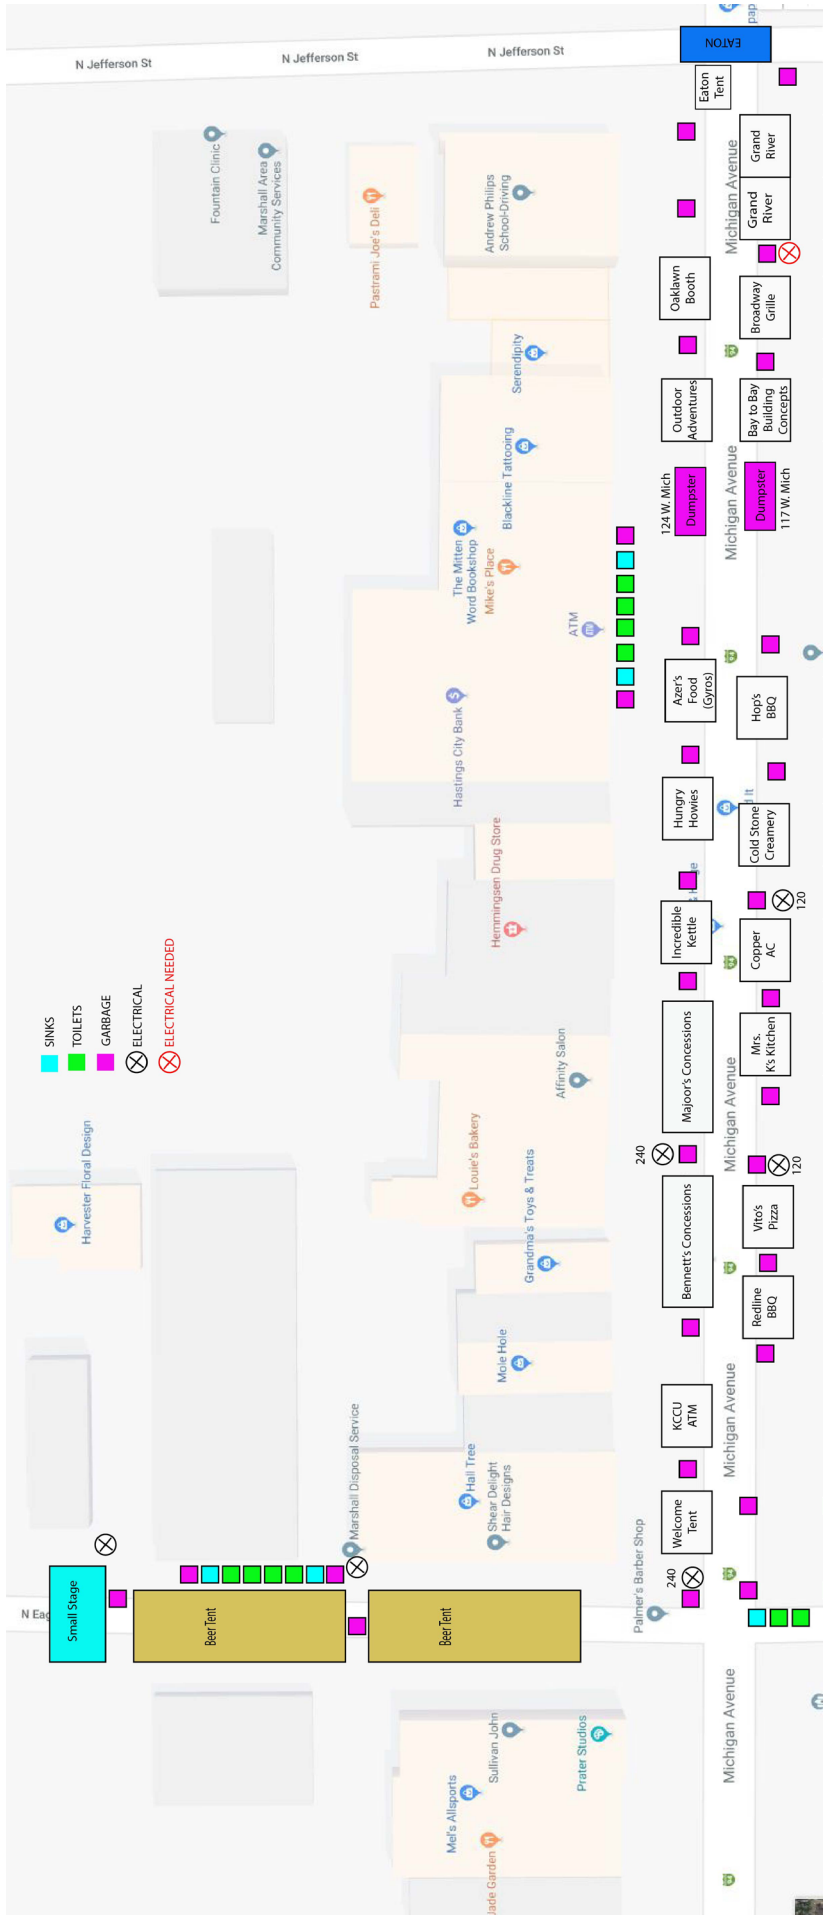 N Jefferson St
N Jefferson St
N Jefferson St
EATON
Eaton
Tent
Fountain Clinic
Marshall Area
Community Services
Pastrami Joe's Deli
Andrew Philips
School-Driving
Michigan Avenue
Grand
River
Grand
River
Oaklawn
Booth
Broadway
Grille
Serendipity
Outdoor
Adventures
Bay to Bay
Building
Concepts
Blackline Tattooing
124 W. Mich
Dumpster
Michigan Avenue
Dumpster
117 W. Mich
The Mitten
Word Bookshop
Mike's Place
ATM
Azer's
Food
(Gyros)
Hop's
BBQ
Hastings City Bank
Hungry
Howies
d It
Cold Stone
Creamery
Hemmingsen Drug Store
Incredible
Kettle
120
Copper
AC
SINKS
TOILETS
GARBAGE
ELECTRICAL
ELECTRICAL NEEDED
Majoor's Concessions
Mrs.
K's Kitchen
Affinity Salon
Michigan Avenue
Harvester Floral Design
Louie's Bakery
240
120
Grandma's Toys & Treats
Bennett's Concessions
Vito's
Pizza
Redline
BBQ
Mole Hole
KCCU
ATM
Michigan Avenue
Marshall Disposal Service
Hall Tree
Shear Delight
Hair Designs
Welcome
Tent
Palmer's Barber Shop
240
N Eag
Small Stage
Beer Tent
Beer Tent
Michigan Avenue
Sullivan John
Prater Studios
Mel's Allsports
Jade Garden